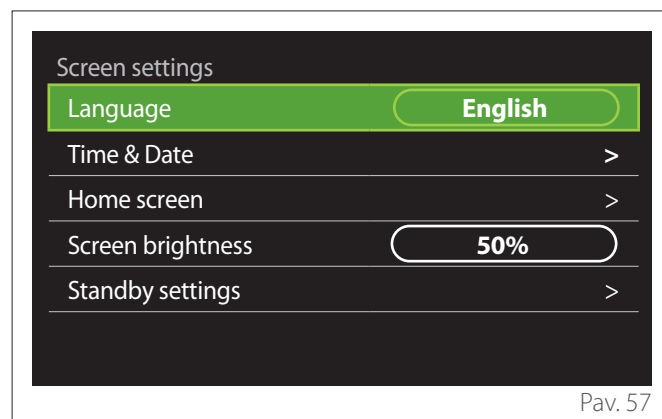 Screen settings
Language English
Time & Date >
Home screen >
Screen brightness 50%
Standby settings >
Pav. 57